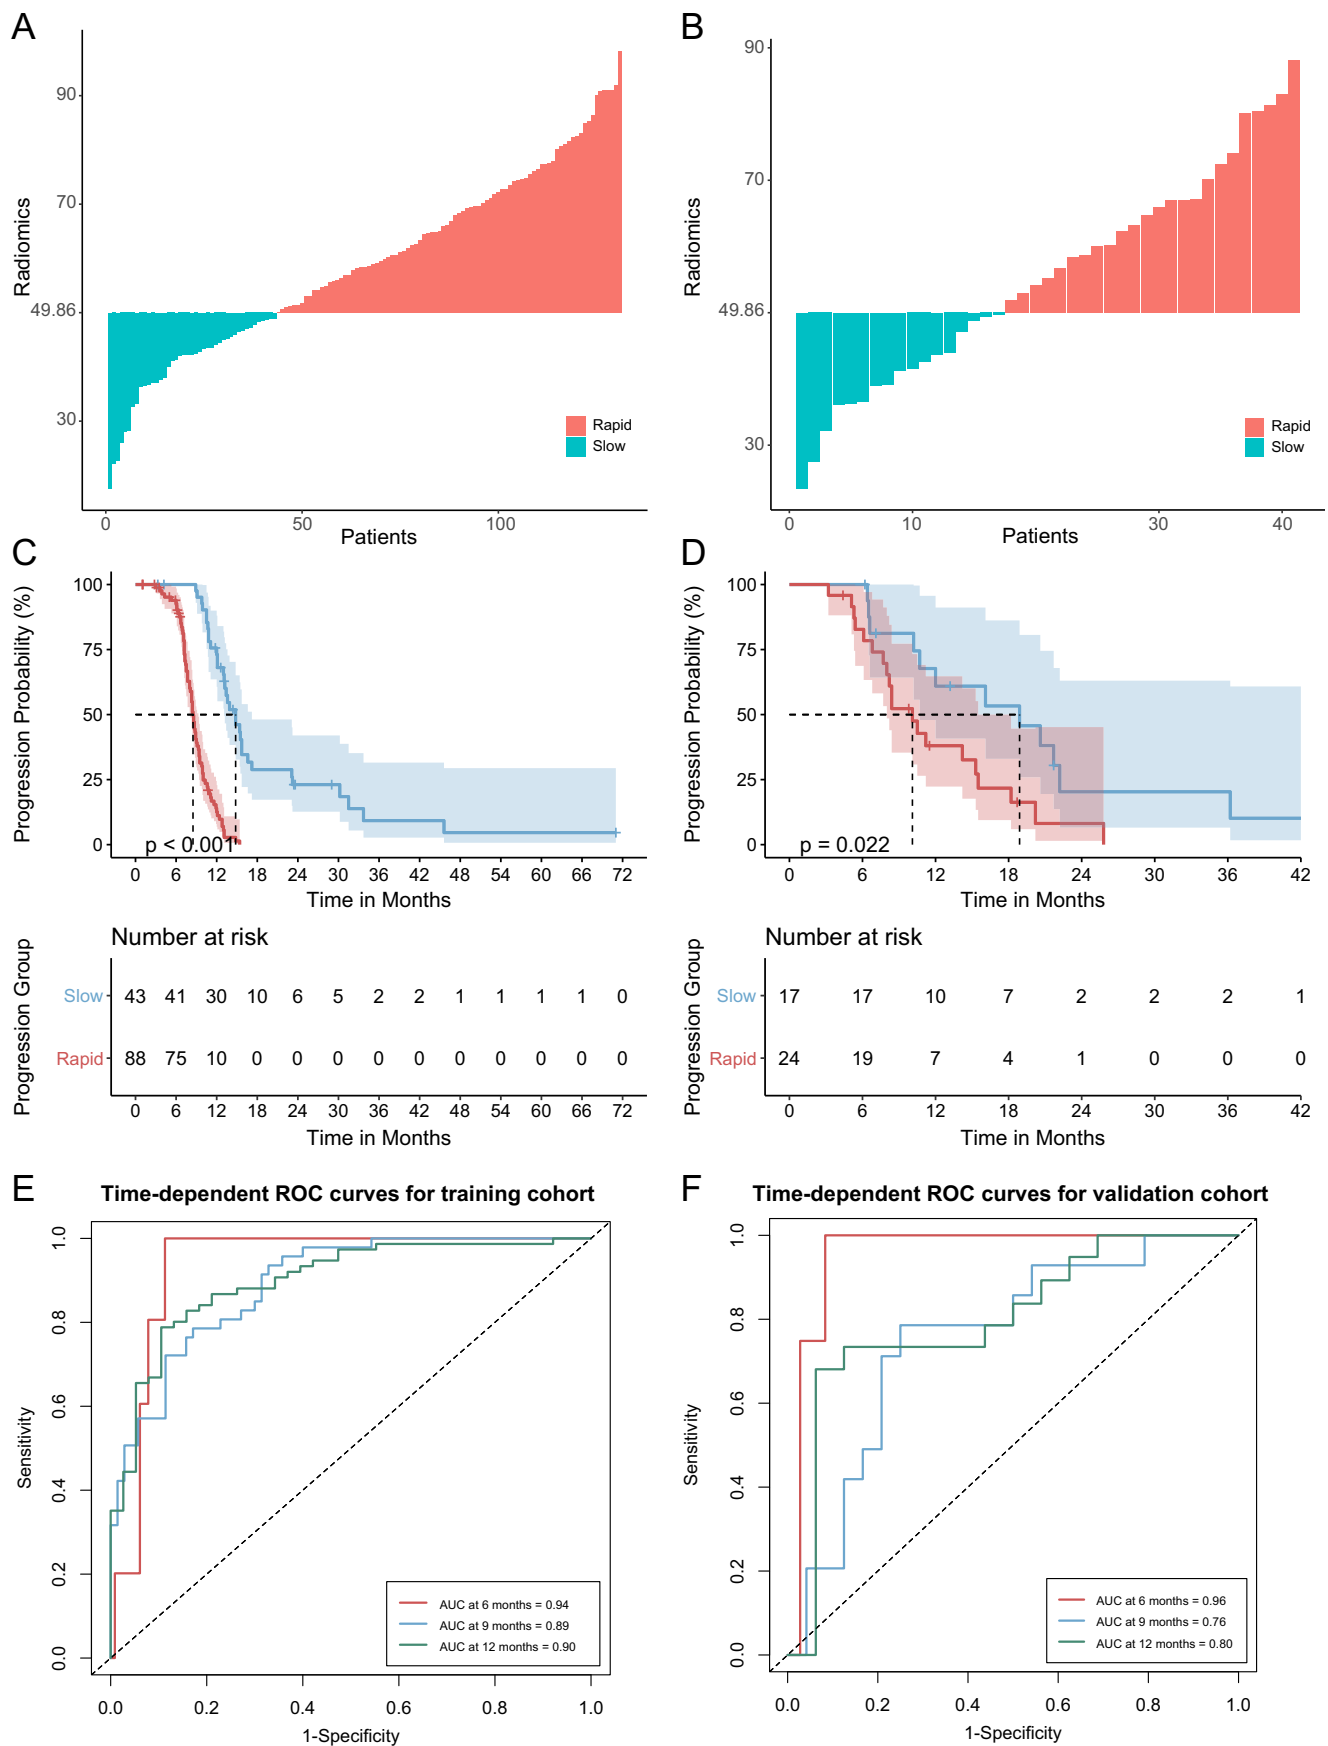 A
Radiomics
90
70
49.86
30
Rapid
Slow
0 50 100
Patients
B
Radiomics
90
70
49.86
30
Rapid
Slow
0 10 30 40
Patients
C
Progression Probability (%)
100
75
50
25
0
p < 0.001
0 6 12 18 24 30 36 42 48 54 60 66 72
Time in Months
Number at risk
Progression Group
Slow 43 41 30 10 6 5 2 2 1 1 1 1 0
Rapid 88 75 10 0 0 0 0 0 0 0 0 0 0
0 6 12 18 24 30 36 42 48 54 60 66 72
Time in Months
D
Progression Probability (%)
100
75
50
25
0
p = 0.022
0 6 12 18 24 30 36 42
Time in Months
Number at risk
Progression Group
Slow 17 17 10 7 2 2 2 1
Rapid 24 19 7 4 1 0 0 0
0 6 12 18 24 30 36 42
Time in Months
E
Time-dependent ROC curves for training cohort
Sensitivity
1.0
0.8
0.6
0.4
0.2
0.0
AUC at 6 months = 0.94
AUC at 9 months = 0.89
AUC at 12 months = 0.90
0.0 0.2 0.4 0.6 0.8 1.0
1-Specificity
F
Time-dependent ROC curves for validation cohort
Sensitivity
1.0
0.8
0.6
0.4
0.2
0.0
AUC at 6 months = 0.96
AUC at 9 months = 0.76
AUC at 12 months = 0.80
0.0 0.2 0.4 0.6 0.8 1.0
1-Specificity